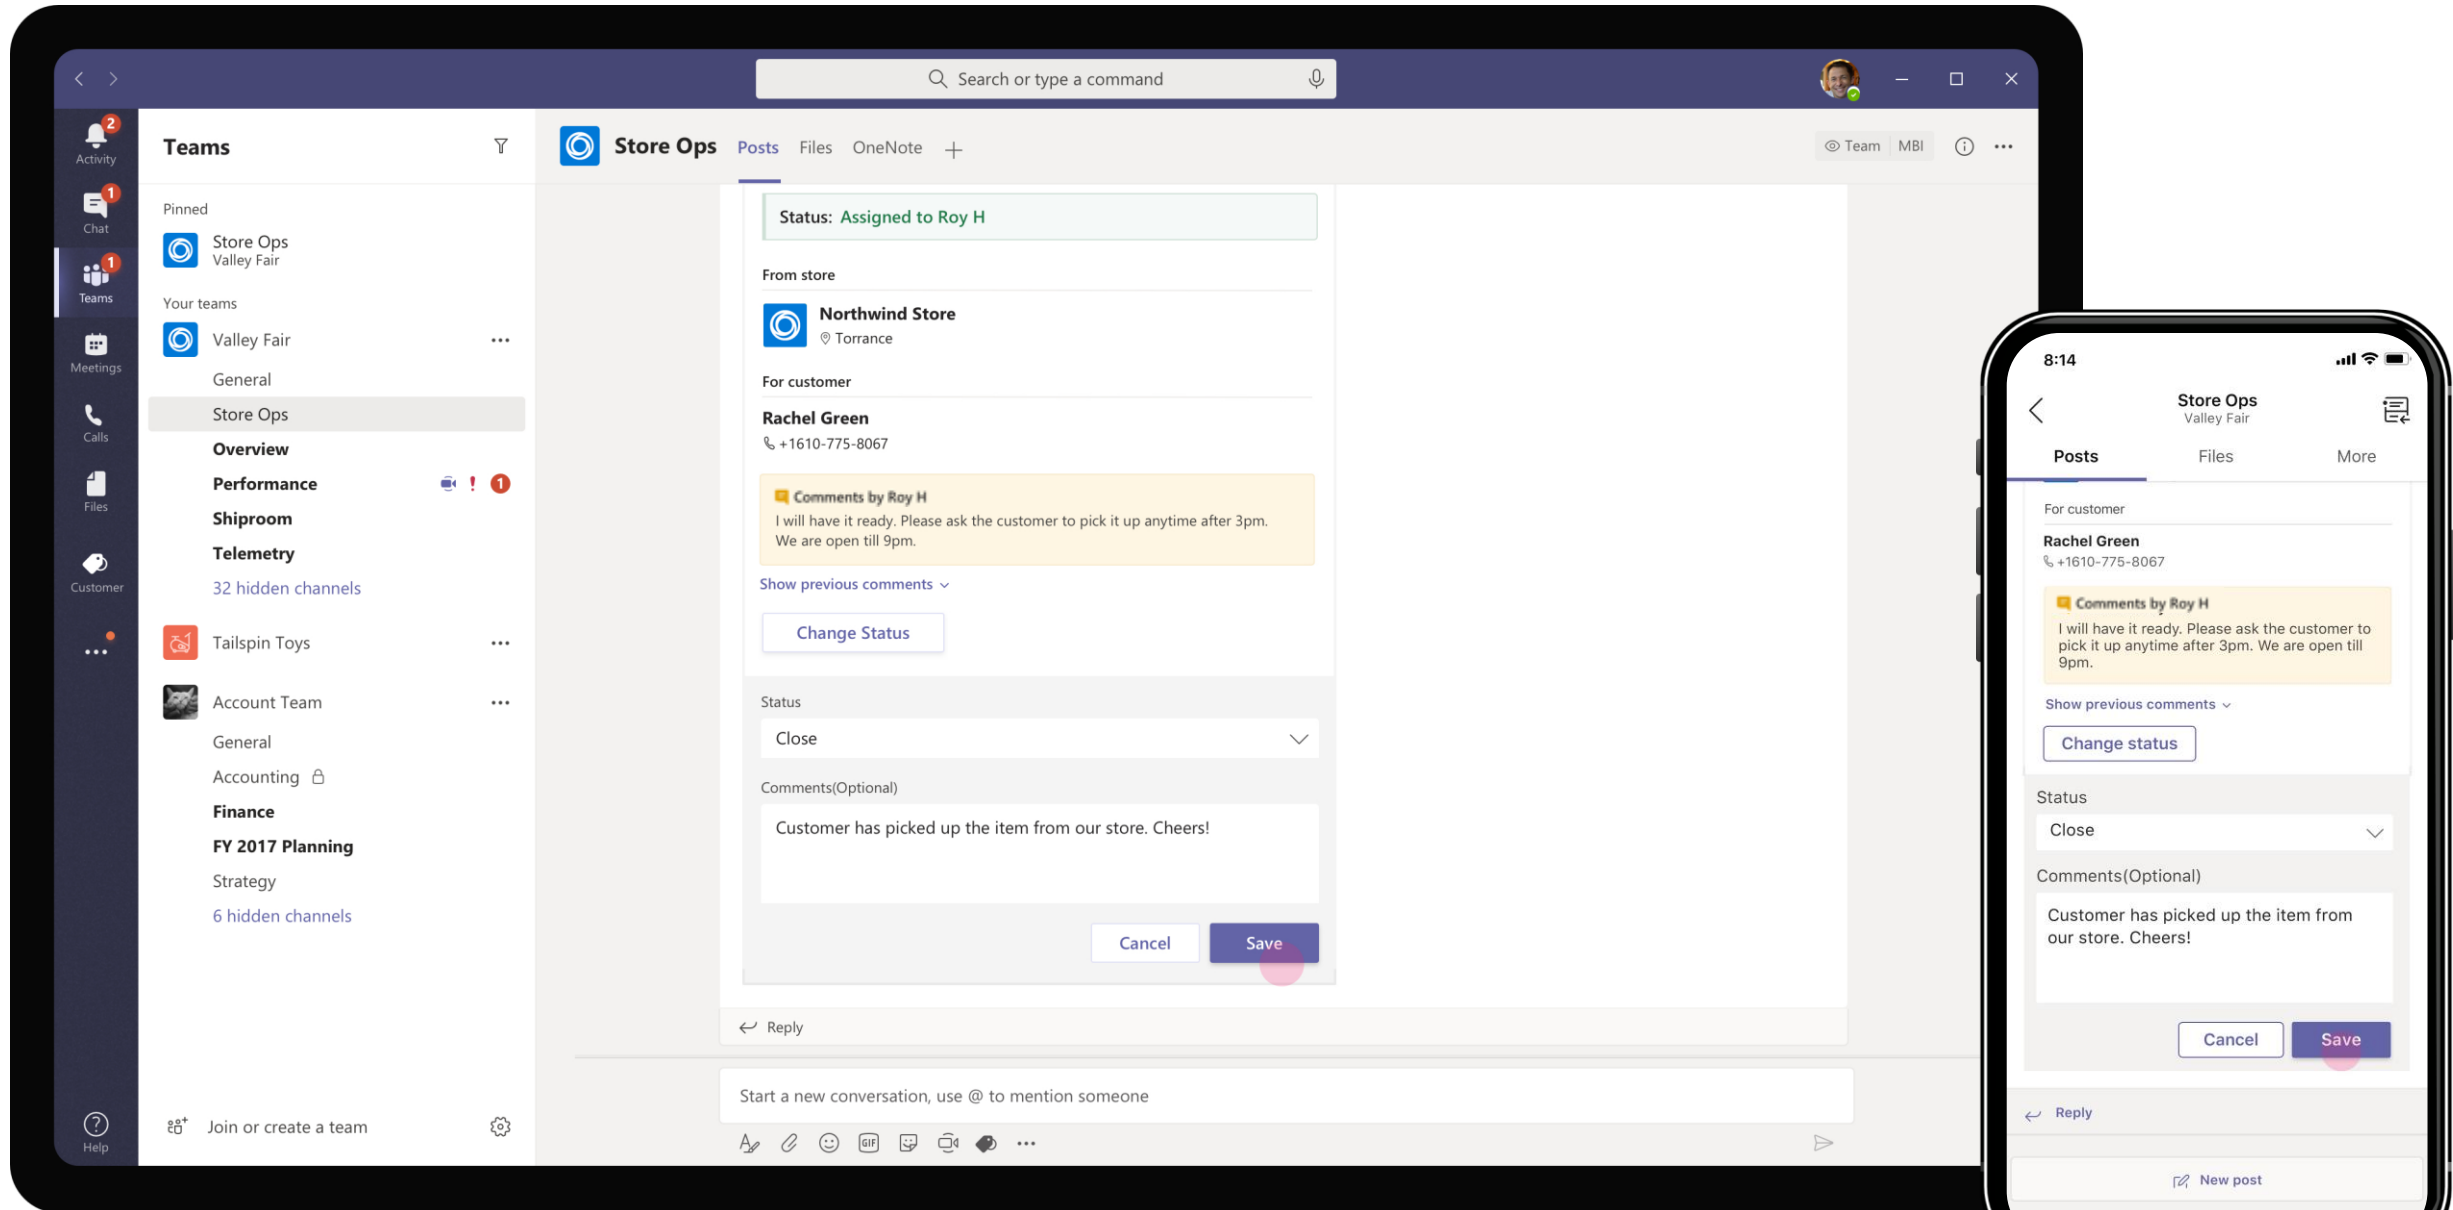 Search or type a command
2
Activity
1
Chat
1
Teams
Meetings
Calls
Files
Customer
Help
Teams
Pinned
Store Ops
Valley Fair
Your teams
Valley Fair
General
Store Ops
Overview
Performance ! 1
Shiproom
Telemetry
32 hidden channels
Tailspin Toys
Account Team
General
Accounting
Finance
FY 2017 Planning
Strategy
6 hidden channels
Join or create a team
Store Ops Posts Files OneNote
Team MBI
Status: Assigned to Roy H
From store
Northwind Store
Torrance
For customer
Rachel Green
+1610-775-8067
Comments by Roy H
I will have it ready. Please ask the customer to pick it up anytime after 3pm.
We are open till 9pm.
Show previous comments
Change Status
Status
Close
Comments(Optional)
Customer has picked up the item from our store. Cheers!
Cancel Save
Reply
Start a new conversation, use @ to mention someone
GIF
8:14
Store Ops
Valley Fair
Posts Files More
For customer
Rachel Green
+1610-775-8067
Comments by Roy H
I will have it ready. Please ask the customer to
pick it up anytime after 3pm. We are open till
9pm.
Show previous comments
Change status
Status
Close
Comments(Optional)
Customer has picked up the item from
our store. Cheers!
Cancel Save
Reply
New post